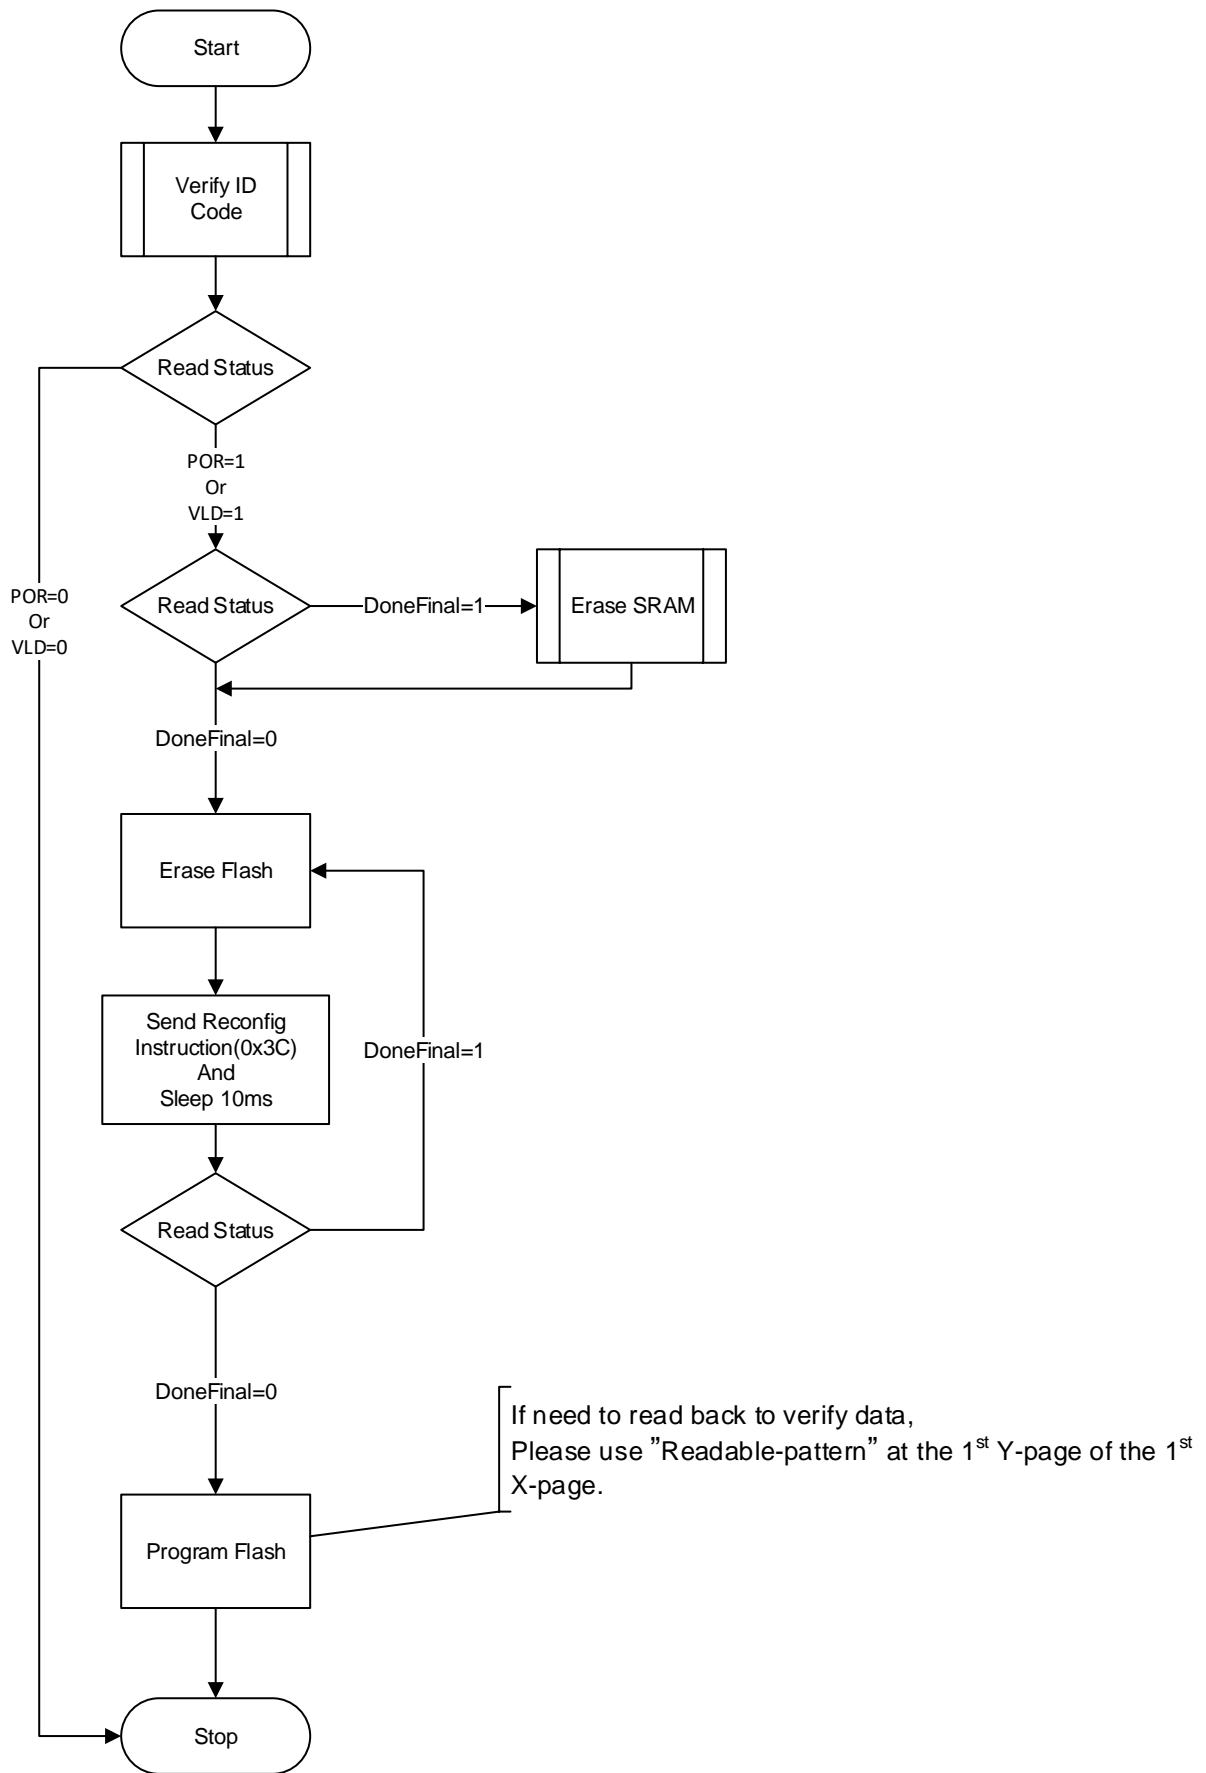 Start
Verify ID
Code
Read Status
POR=1
Or
VLD=1
POR=0
Or
VLD=0
Read Status
DoneFinal=1
Erase SRAM
DoneFinal=0
Erase Flash
Send Reconfig
Instruction(0x3C)
And
Sleep 10ms
DoneFinal=1
Read Status
DoneFinal=0
If need to read back to verify data,
Please use ”Readable-pattern” at the 1st Y-page of the 1st
X-page.
Program Flash
Stop